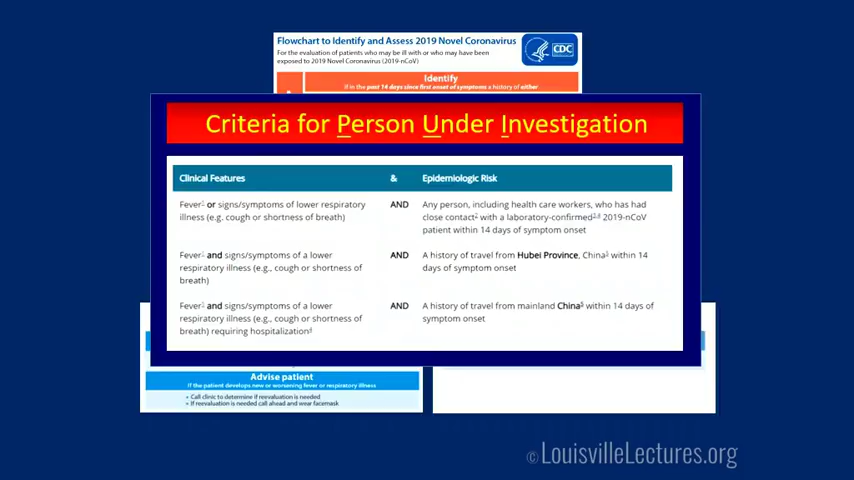 Flowchart to Identify and Assess 2019 Novel Coronavirus
For the evaluation of patients who may be ill with or who may have been
exposed to 2019 Novel Coronavirus (2019-nCoV)
CDC
Identify
if in the past 14 days since first onset of symptoms a history of either
Criteria for Person Under Investigation
Clinical Features & Epidemiologic Risk
Fever¹ or signs/symptoms of lower respiratory
illness (e.g. cough or shortness of breath)
AND
Any person, including health care workers, who has had
close contact² with a laboratory-confirmed³,⁴ 2019-nCoV
patient within 14 days of symptom onset
Fever¹ and signs/symptoms of a lower
respiratory illness (e.g., cough or shortness of
breath)
AND
A history of travel from Hubei Province, China⁵ within 14
days of symptom onset
Fever¹ and signs/symptoms of a lower
respiratory illness (e.g., cough or shortness of
breath) requiring hospitalization⁴
AND
A history of travel from mainland China⁵ within 14 days of
symptom onset
Advise patient
If the patient develops new or worsening fever or respiratory illness
• Call clinic to determine if reevaluation is needed
• If reevaluation is needed call ahead and wear facemask
© LouisvilleLectures.org